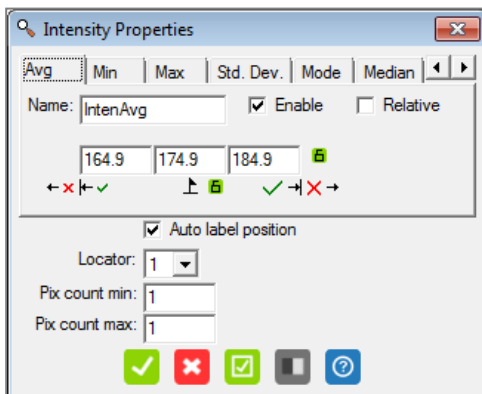 Intensity Properties
Avg Min Max Std. Dev. Mode Median
Name: IntenAvg Enable Relative
164.9 174.9 184.9
Auto label position
Locator: 1
Pix count min: 1
Pix count max: 1